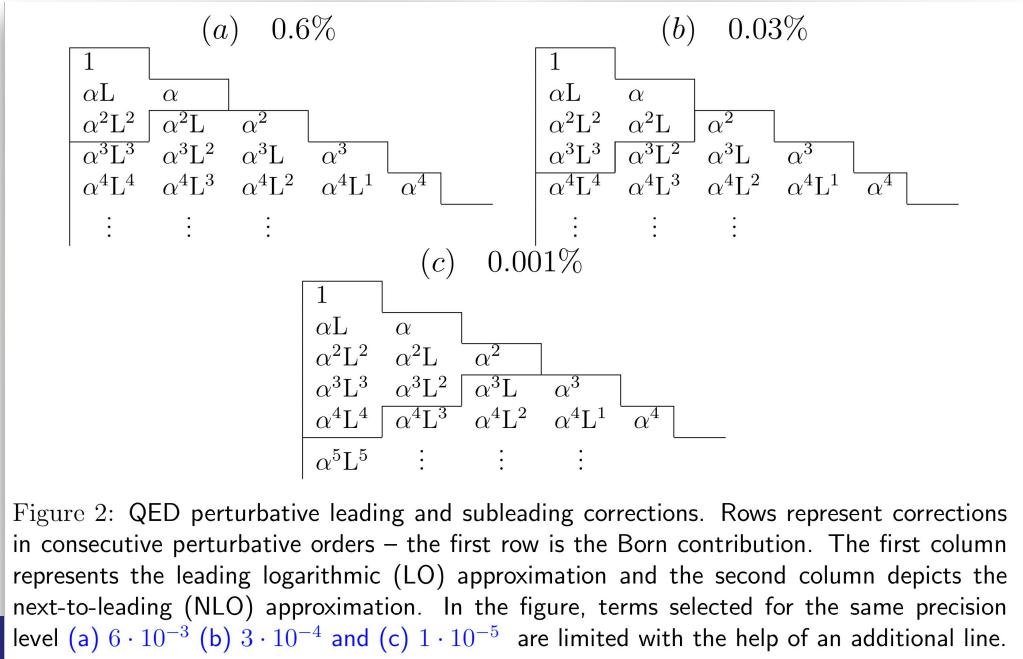 (a) 0.6%
1
αL α
α²L² α²L α²
α³L³ α³L² α³L α³
α⁴L⁴ α⁴L³ α⁴L² α⁴L¹ α⁴
⋮ ⋮ ⋮
(b) 0.03%
1
αL α
α²L² α²L α²
α³L³ α³L² α³L α³
α⁴L⁴ α⁴L³ α⁴L² α⁴L¹ α⁴
⋮ ⋮ ⋮
(c) 0.001%
1
αL α
α²L² α²L α²
α³L³ α³L² α³L α³
α⁴L⁴ α⁴L³ α⁴L² α⁴L¹ α⁴
α⁵L⁵ ⋮ ⋮ ⋮
Figure 2: QED perturbative leading and subleading corrections. Rows represent corrections
in consecutive perturbative orders – the first row is the Born contribution. The first column
represents the leading logarithmic (LO) approximation and the second column depicts the
next-to-leading (NLO) approximation. In the figure, terms selected for the same precision
level (a) 6 · 10⁻³ (b) 3 · 10⁻⁴ and (c) 1 · 10⁻⁵ are limited with the help of an additional line.